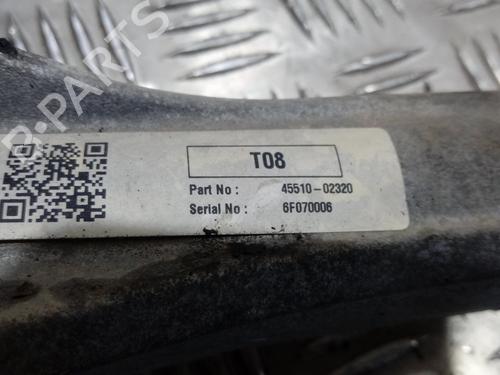 B-PARTS
T08
Part No : 45510-02320
Serial No : 6F070006